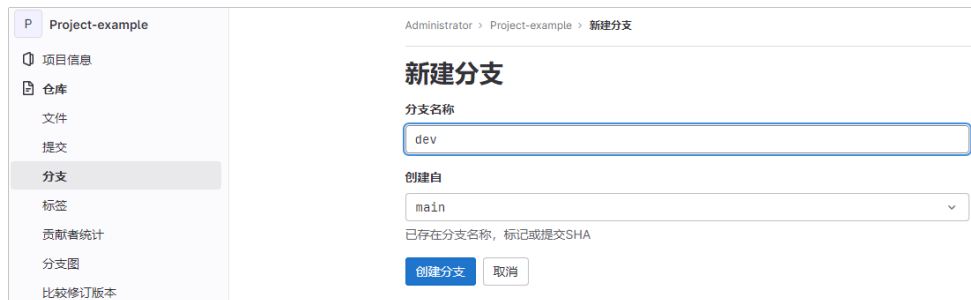 P Project-example
项目信息
仓库
文件
提交
分支
标签
贡献者统计
分支图
比较修订版本
Administrator > Project-example > 新建分支
新建分支
分支名称
dev
创建自
main
已存在分支名称，标记或提交SHA
创建分支 取消